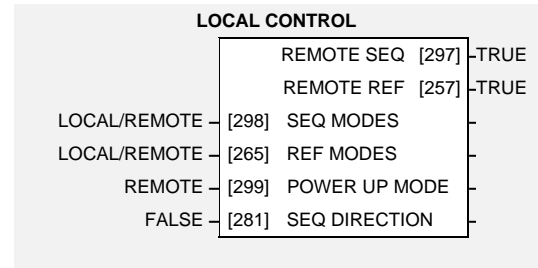 LOCAL CONTROL
REMOTE SEQ [297] TRUE
REMOTE REF [257] TRUE
LOCAL/REMOTE [298] SEQ MODES
LOCAL/REMOTE [265] REF MODES
REMOTE [299] POWER UP MODE
FALSE [281] SEQ DIRECTION